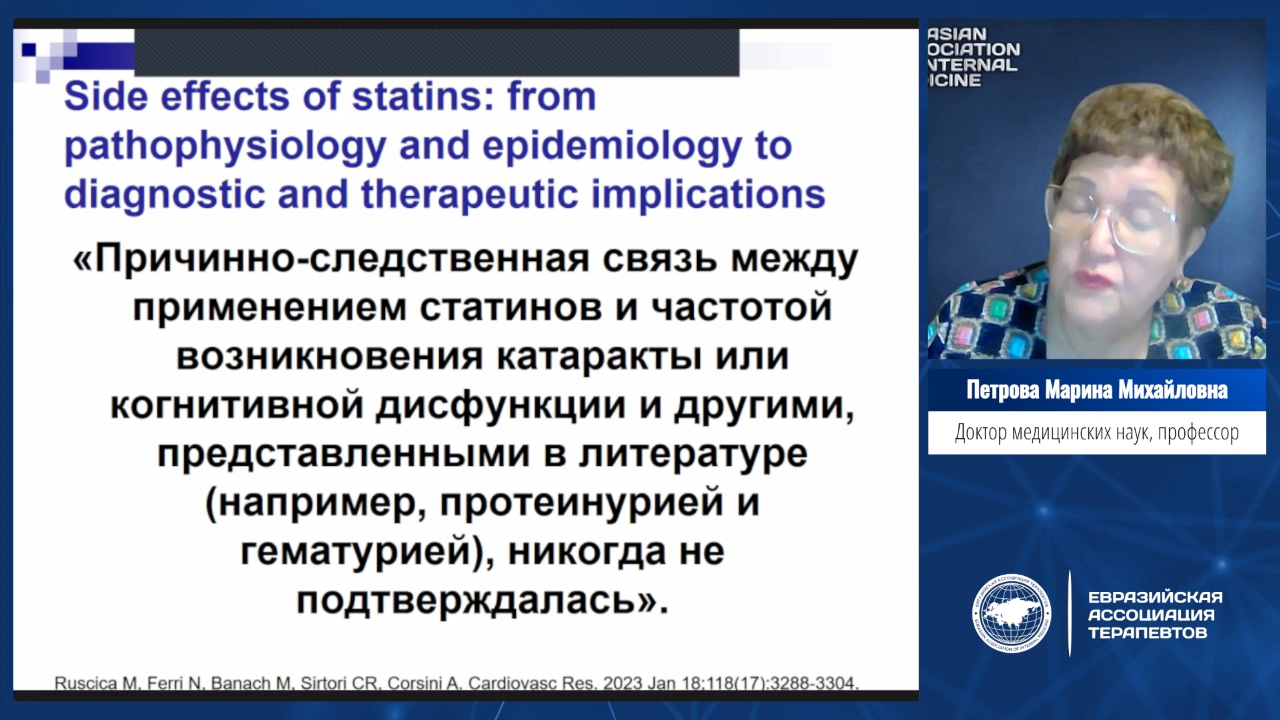 Side effects of statins: from
pathophysiology and epidemiology to
diagnostic and therapeutic implications
«Причинно-следственная связь между
применением статинов и частотой
возникновения катаракты или
когнитивной дисфункции и другими,
представленными в литературе
(например, протеинурией и
гематурией), никогда не
подтверждалась».
Ruscica M, Ferri N, Banach M, Sirtori CR, Corsini A. Cardiovasc Res. 2023 Jan 18;118(17):3288-3304.
ASIAN
OCIATION
NTERNAL
ICINE
Петрова Марина Михайловна
Доктор медицинских наук, профессор
ЕВРАЗИЙСКАЯ
АССОЦИАЦИЯ
ТЕРАПЕВТОВ